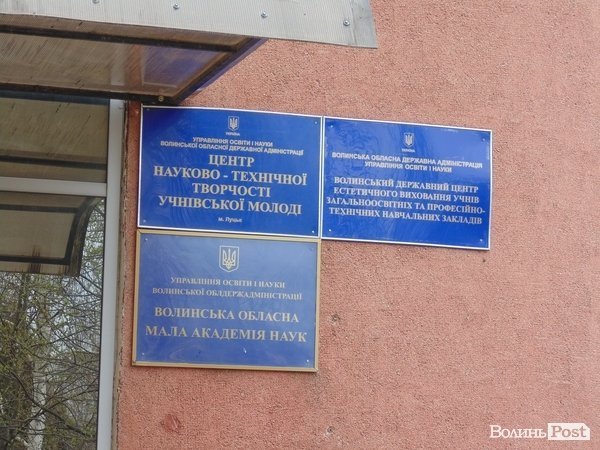 УКРАЇНА
УПРАВЛІННЯ ОСВІТИ І НАУКИ
ВОЛИНСЬКОЇ ОБЛАСНОЇ ДЕРЖАВНОЇ АДМІНІСТРАЦІЇ
ЦЕНТР
НАУКОВО - ТЕХНІЧНОЇ
ТВОРЧОСТІ
УЧНІВСЬКОЇ МОЛОДІ
м. Луцьк
УКРАЇНА
ВОЛИНСЬКА ОБЛАСНА ДЕРЖАВНА АДМІНІСТРАЦІЯ
УПРАВЛІННЯ ОСВІТИ І НАУКИ
ВОЛИНСЬКИЙ ДЕРЖАВНИЙ ЦЕНТР
ЕСТЕТИЧНОГО ВИХОВАННЯ УЧНІВ
ЗАГАЛЬНООСВІТНІХ ТА ПРОФЕСІЙНО-
ТЕХНІЧНИХ НАВЧАЛЬНИХ ЗАКЛАДІВ
УПРАВЛІННЯ ОСВІТИ І НАУКИ
ВОЛИНСЬКОЇ ОБЛДЕРЖАДМІНІСТРАЦІЇ
ВОЛИНСЬКА ОБЛАСНА
МАЛА АКАДЕМІЯ НАУК
ВолиньPost